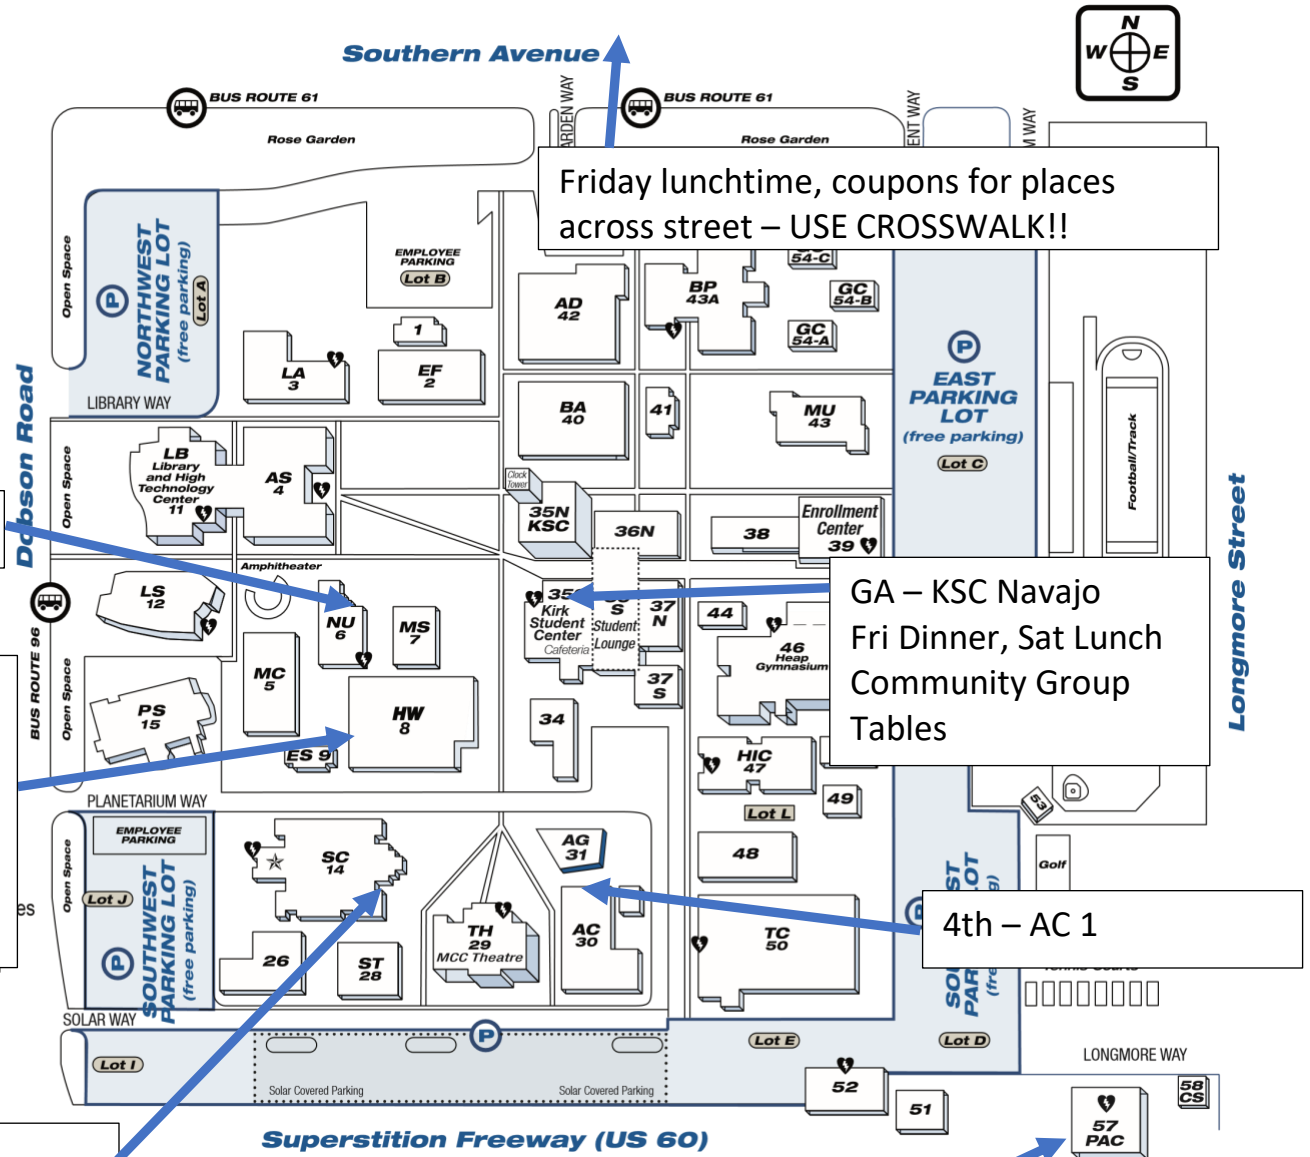 N
W E
S
Southern Avenue
BUS ROUTE 61
BUS ROUTE 61
Rose Garden
Rose Garden
ARDEN WAY
ENT WAY
M WAY
Friday lunchtime, coupons for places
across street – USE CROSSWALK!!
Open Space
NORTHWEST
PARKING LOT
(free parking)
Lot A
P
EMPLOYEE
PARKING
Lot B
AD
42
BP
43A
GC
54-C
GC
54-B
GC
54-A
1
LA
3
EF
2
P
EAST
PARKING
LOT
(free parking)
Lot C
LIBRARY WAY
BA
40
41
MU
43
Football/Track
Dobson Road
Longmore Street
Open Space
LB
Library
and High
Technology
Center
11
AS
4
Clock
Tower
35N
KSC
36N
38
Enrollment
Center
39
Amphitheater
LS
12
NU
6
MS
7
35
Kirk
Student
Center
Cafeteria
S
Student
Lounge
37
N
44
46
Heap
Gymnasium
GA – KSC Navajo
Fri Dinner, Sat Lunch
Community Group
Tables
BUS ROUTE 96
Open Space
MC
5
PS
15
HW
8
ES 9
34
37
S
HIC
47
Lot L
49
53
PLANETARIUM WAY
EMPLOYEE
PARKING
Open Space
Lot J
SOUTHWEST
PARKING LOT
(free parking)
P
es
SC
14
AG
31
48
Golf
26
ST
28
TH
29
MCC Theatre
AC
30
TC
50
4th – AC 1
SOLAR WAY
Lot I
P
Solar Covered Parking
Solar Covered Parking
Lot E
Lot D
LONGMORE WAY
52
51
57
PAC
58
CS
Superstition Freeway (US 60)